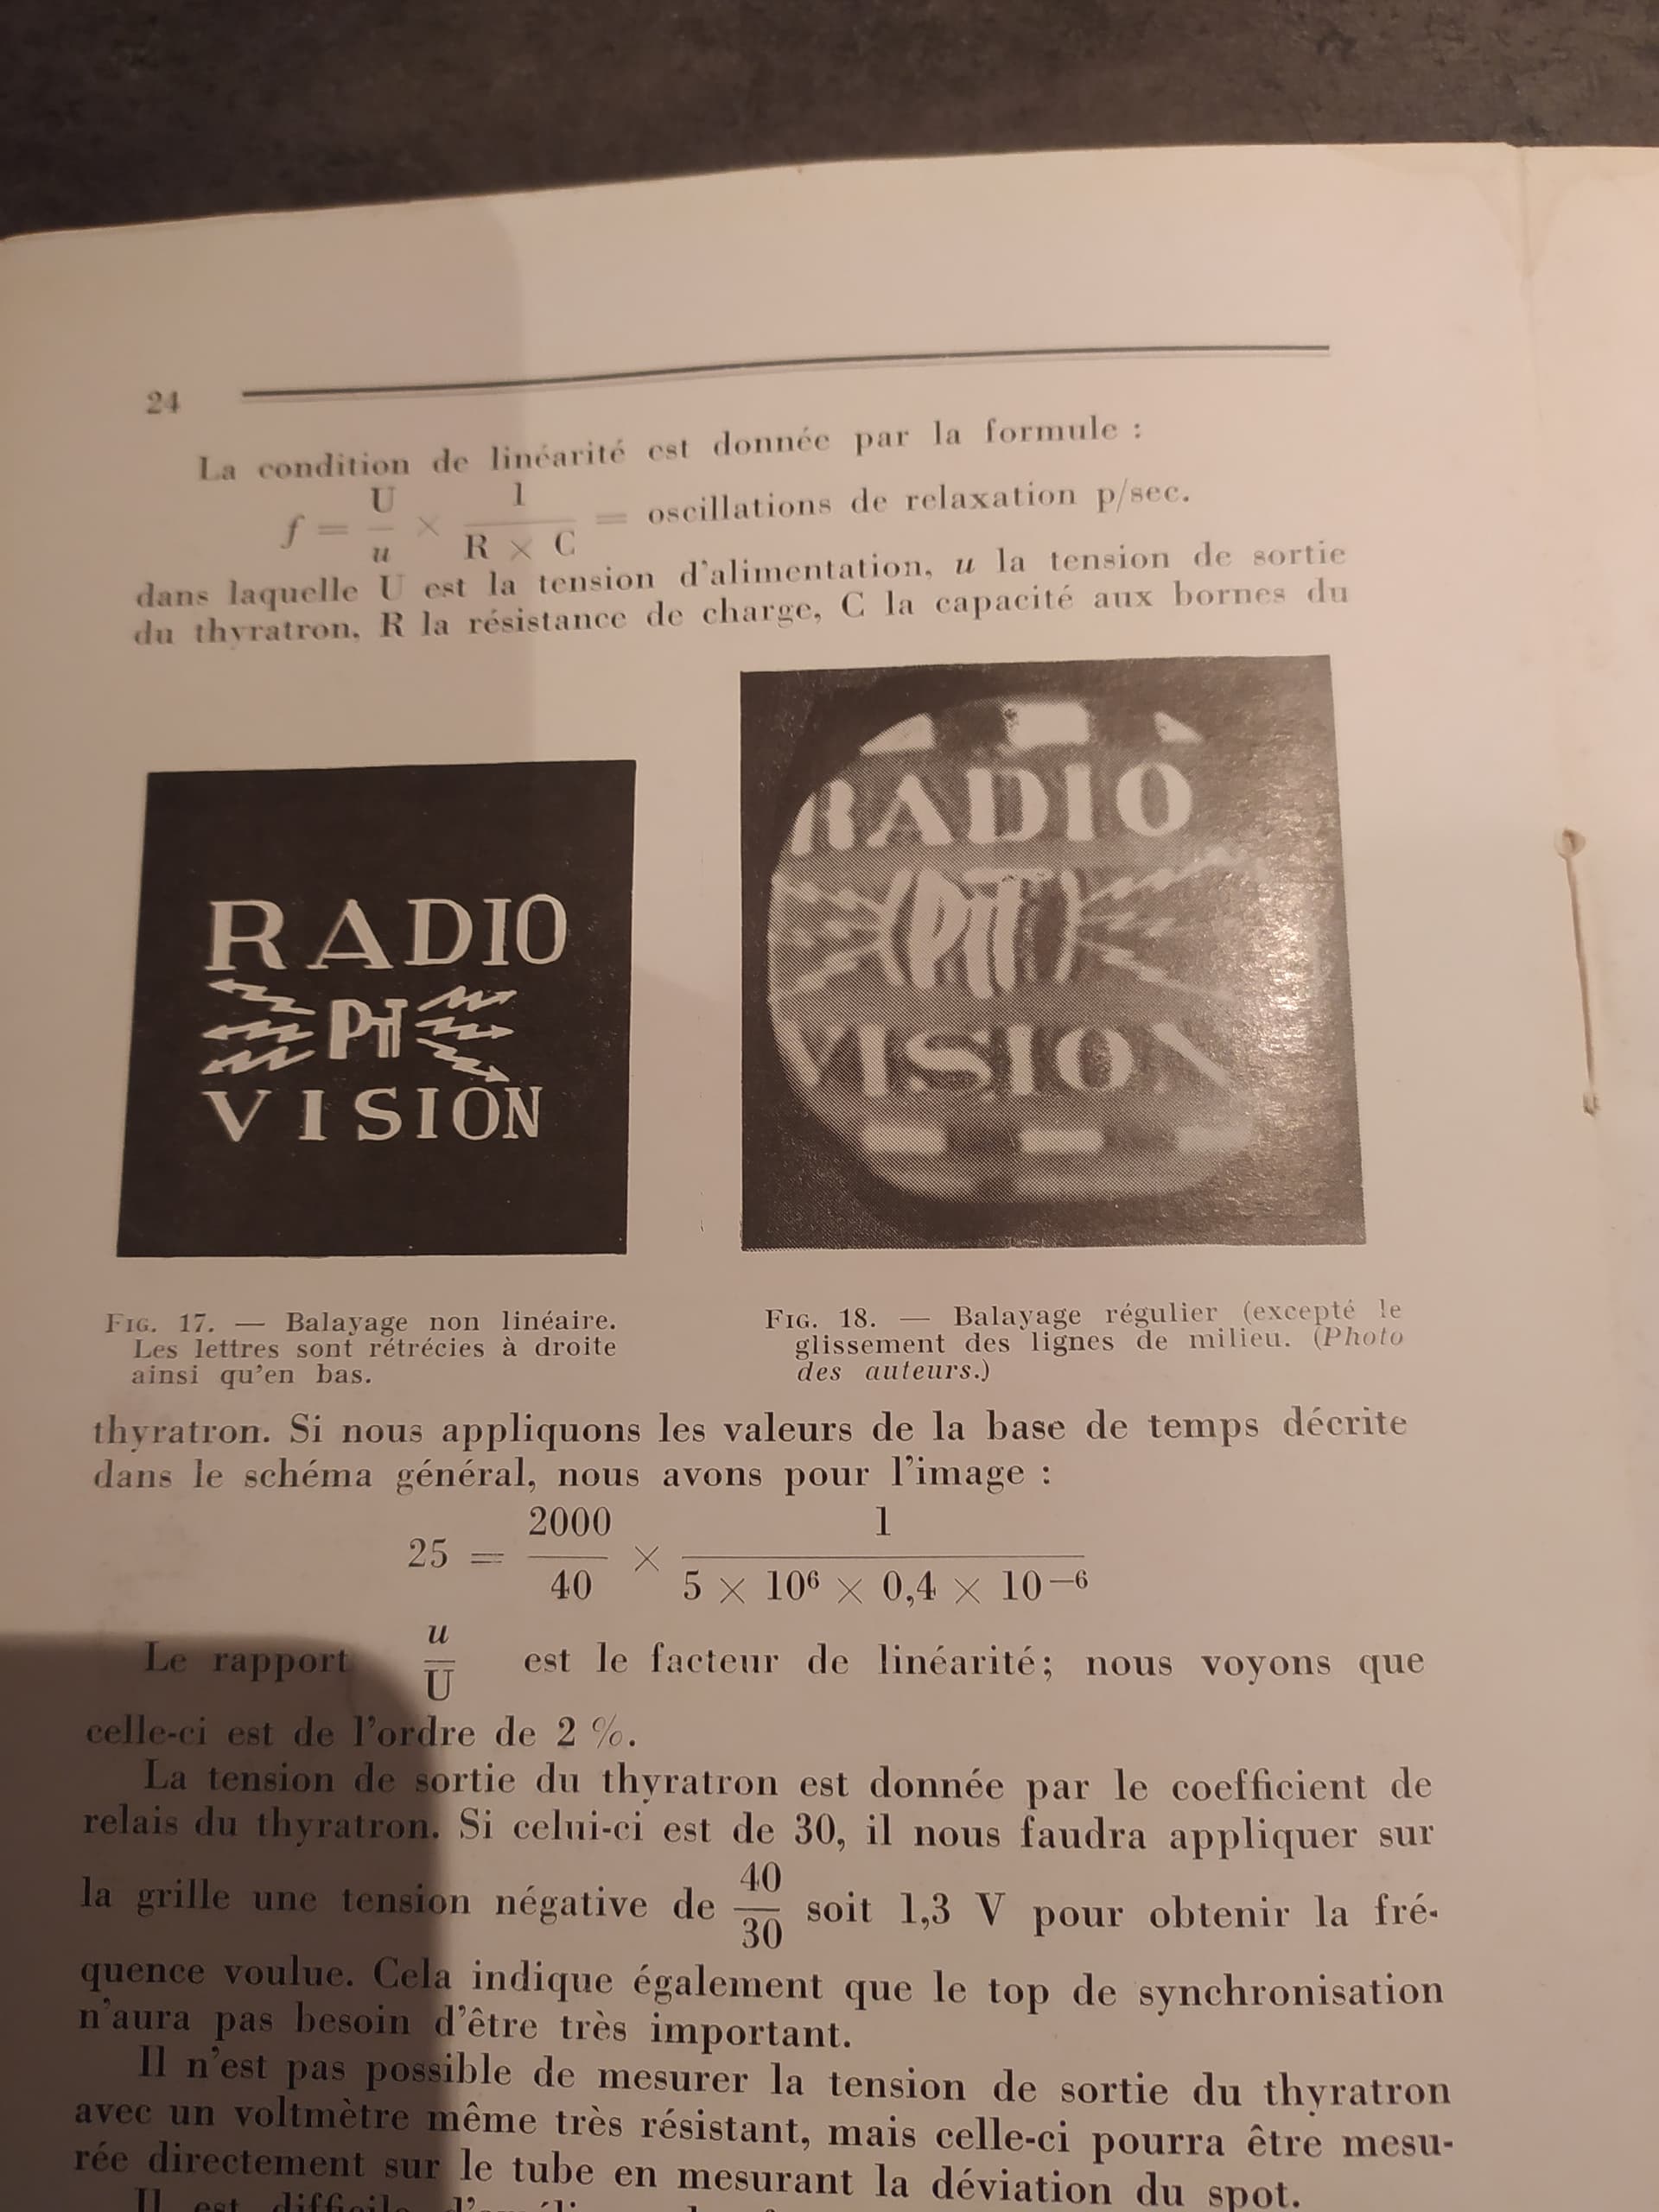 24
La condition de linéarité est donnée par la formule :
f = U/u × 1/(R × C) = oscillations de relaxation p/sec.
dans laquelle U est la tension d'alimentation, u la tension de sortie
du thyratron, R la résistance de charge, C la capacité aux bornes du
RADIO
PTT
VISION
RADIO
(PTT)
VISION
FIG. 17. — Balayage non linéaire.
Les lettres sont rétrécies à droite
ainsi qu'en bas.
FIG. 18. — Balayage régulier (excepté le
glissement des lignes de milieu. (Photo
des auteurs.)
thyratron. Si nous appliquons les valeurs de la base de temps décrite
dans le schéma général, nous avons pour l'image :
25 = 2000/40 × 1/(5 × 10⁶ × 0,4 × 10⁻⁶)
Le rapport u/U est le facteur de linéarité; nous voyons que
celle-ci est de l'ordre de 2 %.
La tension de sortie du thyratron est donnée par le coefficient de
relais du thyratron. Si celui-ci est de 30, il nous faudra appliquer sur
la grille une tension négative de 40/30 soit 1,3 V pour obtenir la fré-
quence voulue. Cela indique également que le top de synchronisation
n'aura pas besoin d'être très important.
Il n'est pas possible de mesurer la tension de sortie du thyratron
avec un voltmètre même très résistant, mais celle-ci pourra être mesu-
rée directement sur le tube en mesurant la déviation du spot.
Il est difficile